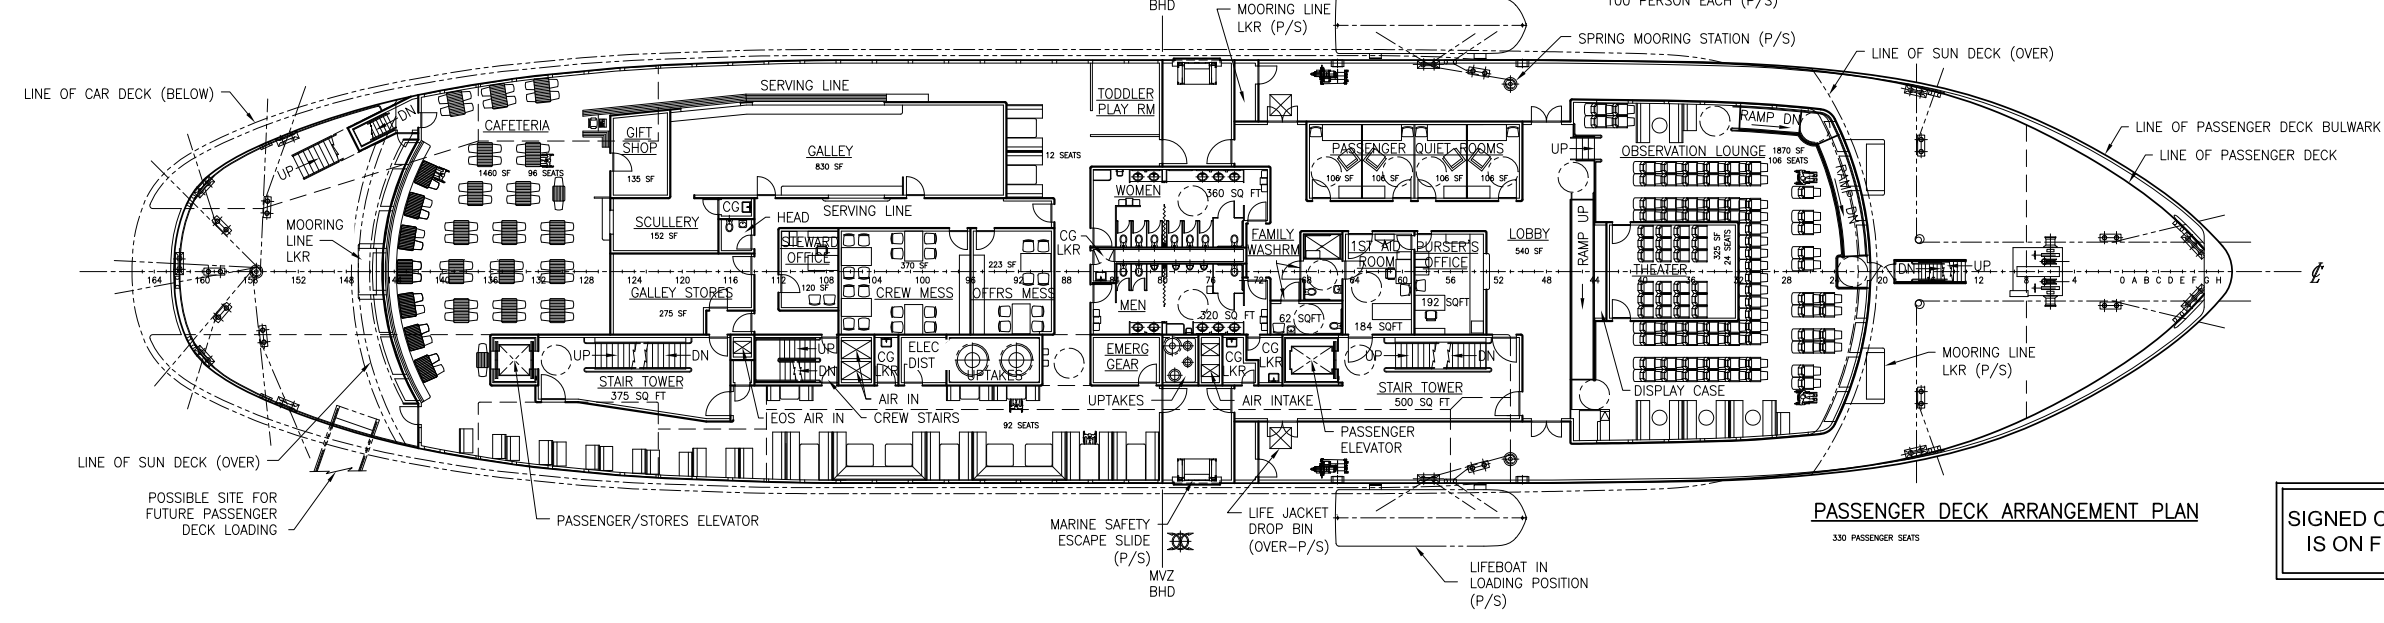 BHD
MOORING LINE
LKR (P/S)
100 PERSON EACH (P/S)
SPRING MOORING STATION (P/S)
LINE OF SUN DECK (OVER)
LINE OF CAR DECK (BELOW)
SERVING LINE
TODDLER
PLAY RM
CAFETERIA
1460 SF
96 SEATS
GIFT
SHOP
135 SF
GALLEY
830 SF
12 SEATS
PASSENGER QUIET ROOMS
106 SF
106 SF
106 SF
106 SF
UP
RAMP DN
OBSERVATION LOUNGE
1870 SF
106 SEATS
RAMP DN
LINE OF PASSENGER DECK BULWARK
LINE OF PASSENGER DECK
DN
UP
WOMEN
360 SQ FT
SERVING LINE
CG
HEAD
SCULLERY
152 SF
MOORING
LINE
LKR
STEWARD
OFFICE
120 SF
370 SF
CREW MESS
223 SF
OFFRS MESS
CG
LKR
FAMILY
WASHRM
1ST AID
ROOM
PURSER'S
OFFICE
LOBBY
540 SF
RAMP UP
325 SF
24 SEATS
THEATER
DN
UP
℄
164 160 156 152 148 144 140 136 132 128 124 120 116 112 108 104 100 96 92 88 84 80 76 72 68 64 60 56 52 48 44 40 36 32 28 24 20 12 8 4 0 A B C D E F G H
GALLEY STORES
275 SF
MEN
320 SQ FT
62 SQFT
184 SQFT
192 SQFT
UP
DN
STAIR TOWER
375 SQ FT
UP
DN
CG
LKR
ELEC
DIST
UPTAKES
EMERG
GEAR
CG
LKR
CG
LKR
UP
DN
STAIR TOWER
500 SQ FT
DISPLAY CASE
MOORING LINE
LKR (P/S)
AIR IN
EOS AIR IN
CREW STAIRS
92 SEATS
UPTAKES
AIR INTAKE
PASSENGER
ELEVATOR
LINE OF SUN DECK (OVER)
POSSIBLE SITE FOR
FUTURE PASSENGER
DECK LOADING
PASSENGER/STORES ELEVATOR
MARINE SAFETY
ESCAPE SLIDE
(P/S)
LIFE JACKET
DROP BIN
(OVER-P/S)
MVZ
BHD
LIFEBOAT IN
LOADING POSITION
(P/S)
PASSENGER DECK ARRANGEMENT PLAN
330 PASSENGER SEATS
SIGNED
IS ON F